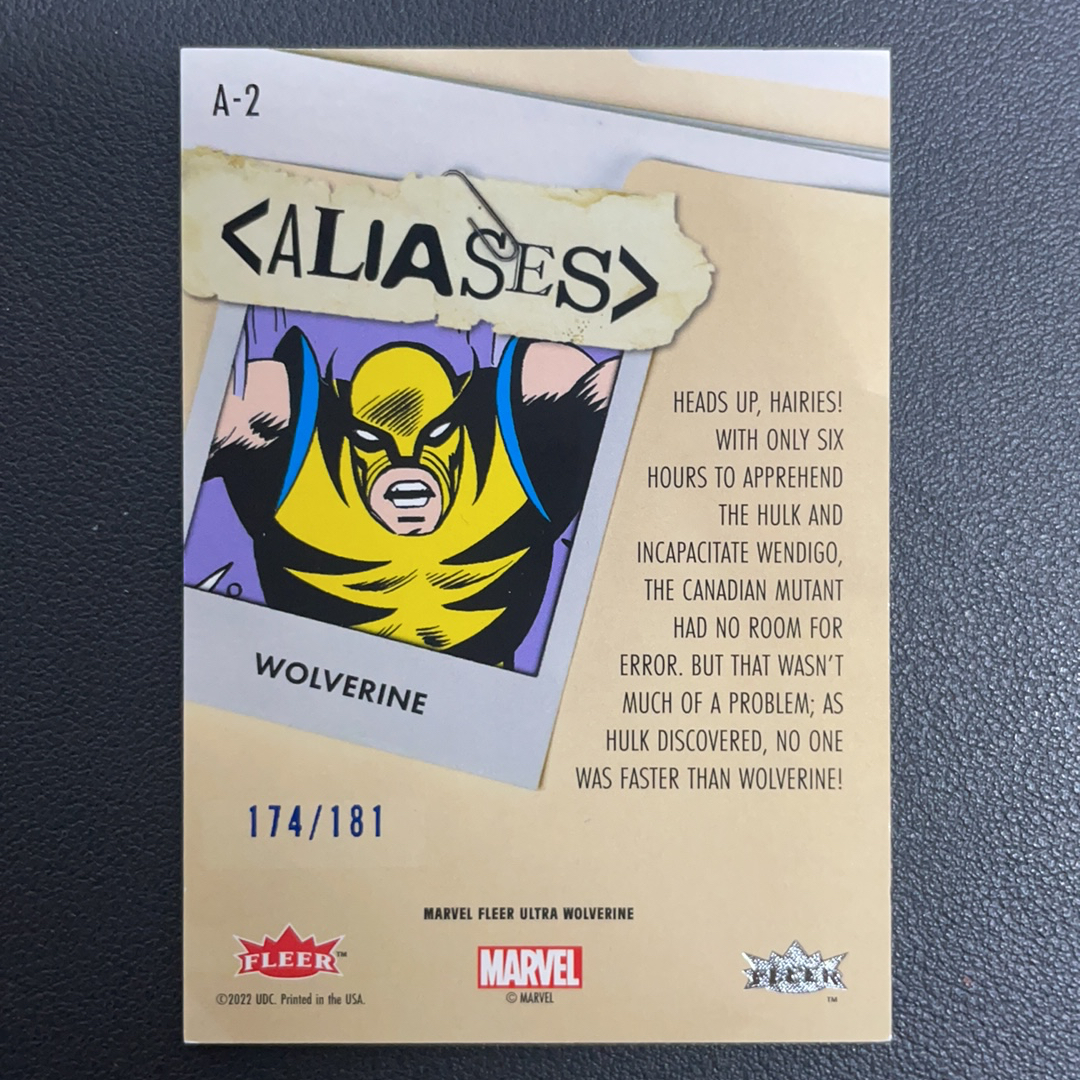 A-2
<ALIASES>
HEADS UP, HAIRIES!
WITH ONLY SIX
HOURS TO APPREHEND
THE HULK AND
INCAPACITATE WENDIGO,
THE CANADIAN MUTANT
HAD NO ROOM FOR
ERROR. BUT THAT WASN'T
MUCH OF A PROBLEM; AS
HULK DISCOVERED, NO ONE
WAS FASTER THAN WOLVERINE!
WOLVERINE
174/181
MARVEL FLEER ULTRA WOLVERINE
FLEER™
MARVEL
FLEER
™
©2022 UDC. Printed in the USA.
© MARVEL